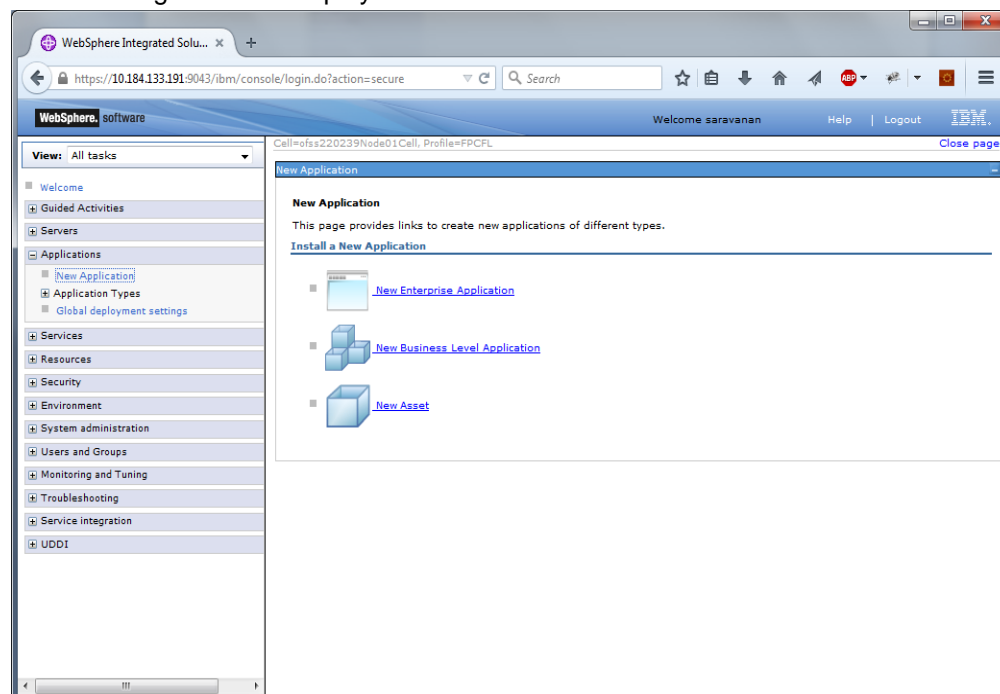 WebSphere Integrated Solu...
https://10.184.133.191:9043/ibm/console/login.do?action=secure
Search
ABP
WebSphere. software
Welcome saravanan
Help | Logout
IBM.
View: All tasks
Welcome
Guided Activities
Servers
Applications
New Application
Application Types
Global deployment settings
Services
Resources
Security
Environment
System administration
Users and Groups
Monitoring and Tuning
Troubleshooting
Service integration
UDDI
Cell=ofss220239Node01Cell, Profile=FPCFL
Close page
New Application
New Application
This page provides links to create new applications of different types.
Install a New Application
New Enterprise Application
New Business Level Application
New Asset